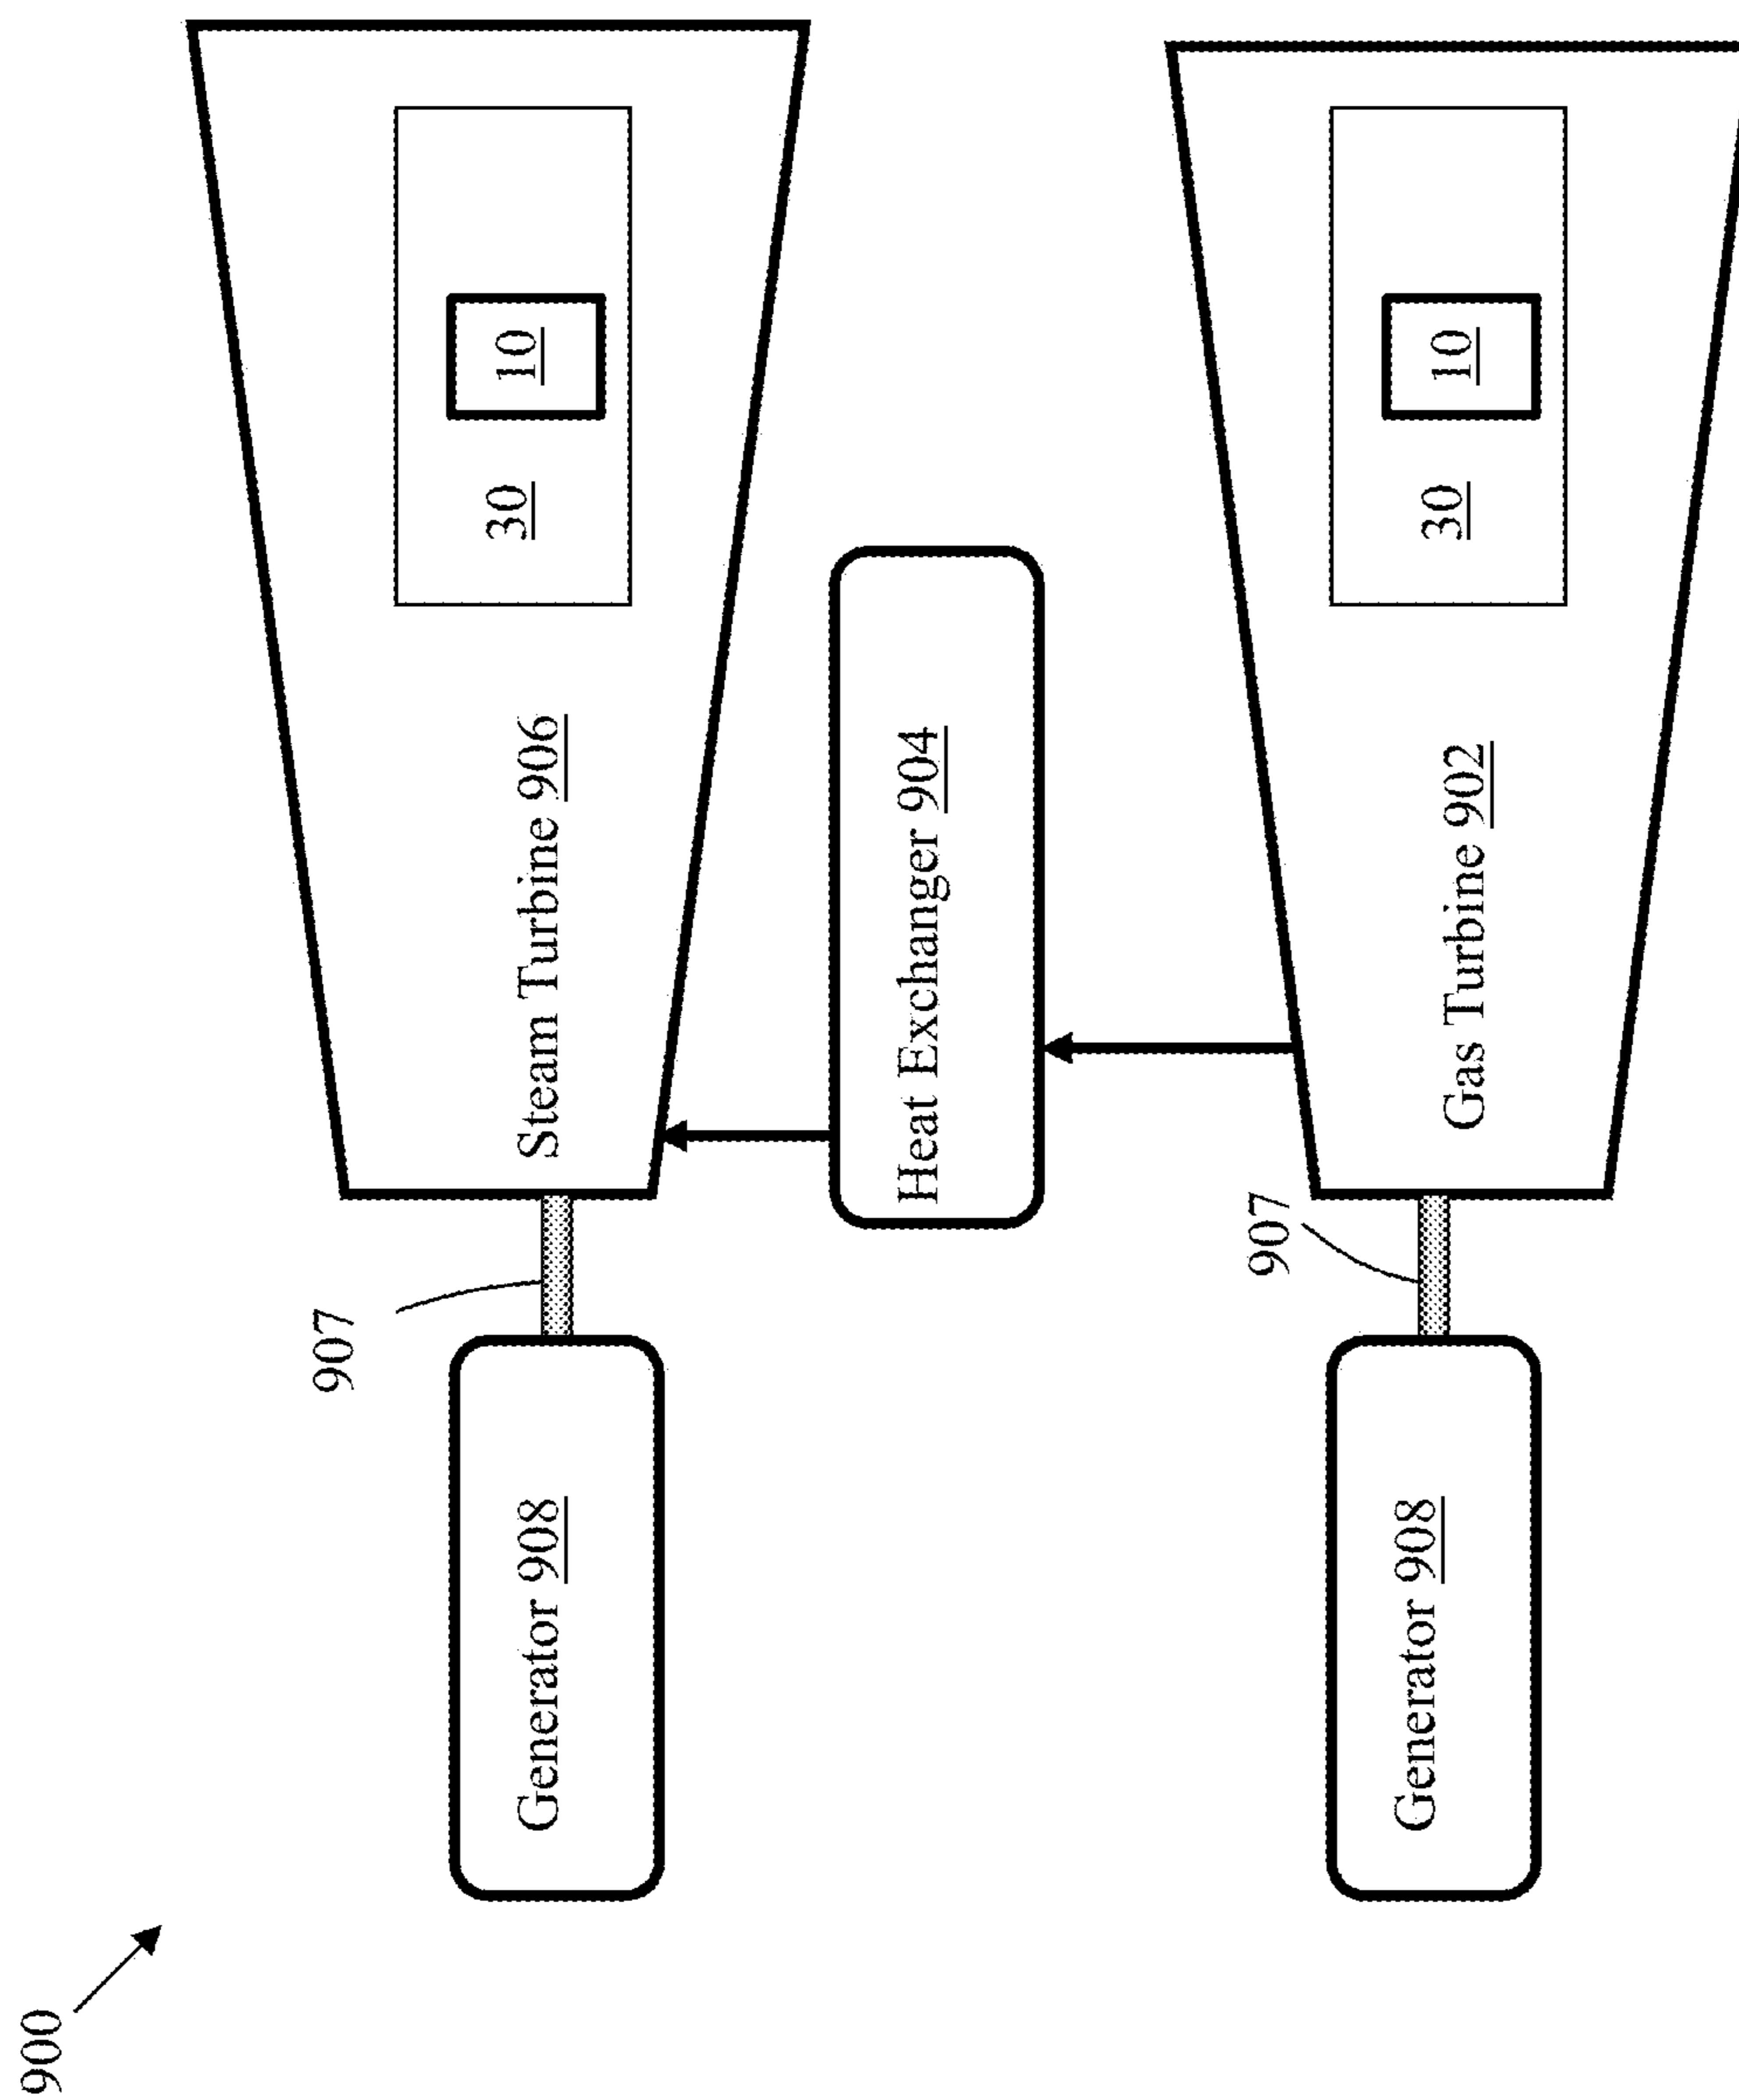 900
907
Generator 908
Steam Turbine 906
30
10
Heat Exchanger 904
907
Generator 908
Gas Turbine 902
30
10